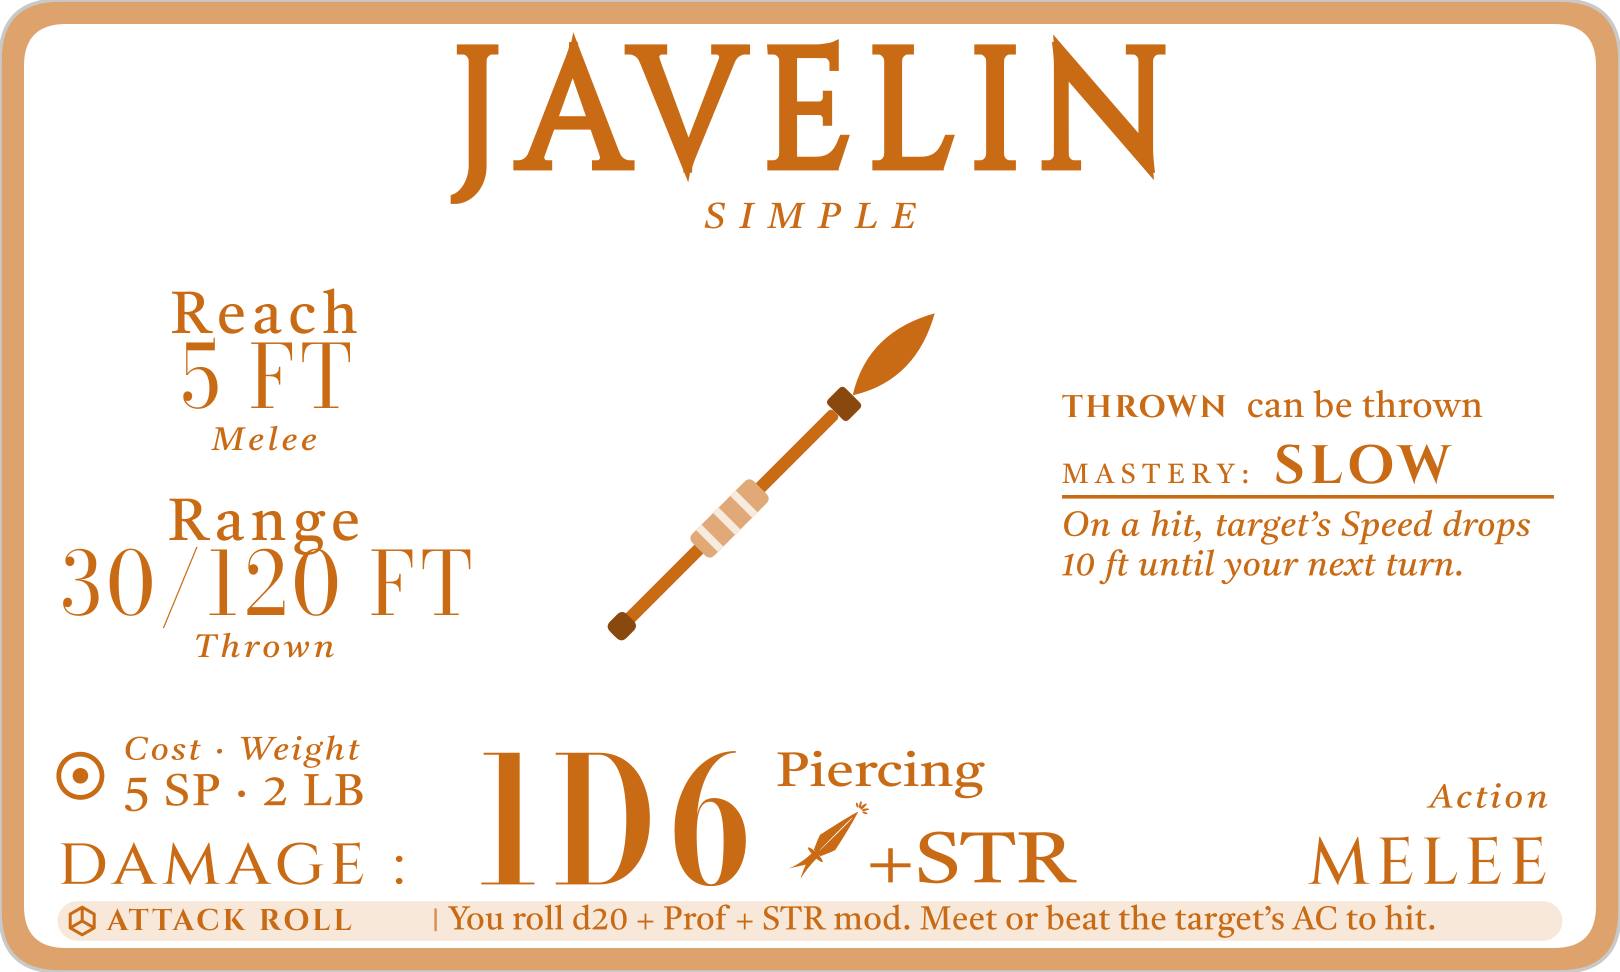 JAVELIN
SIMPLE
Reach
5 FT
Melee
Range
30/120 FT
Thrown
THROWN can be thrown
MASTERY: SLOW
On a hit, target’s Speed drops
10 ft until your next turn.
Cost · Weight
5 SP · 2 LB
DAMAGE :
1D6
Piercing
+STR
Action
MELEE
ATTACK ROLL | You roll d20 + Prof + STR mod. Meet or beat the target’s AC to hit.